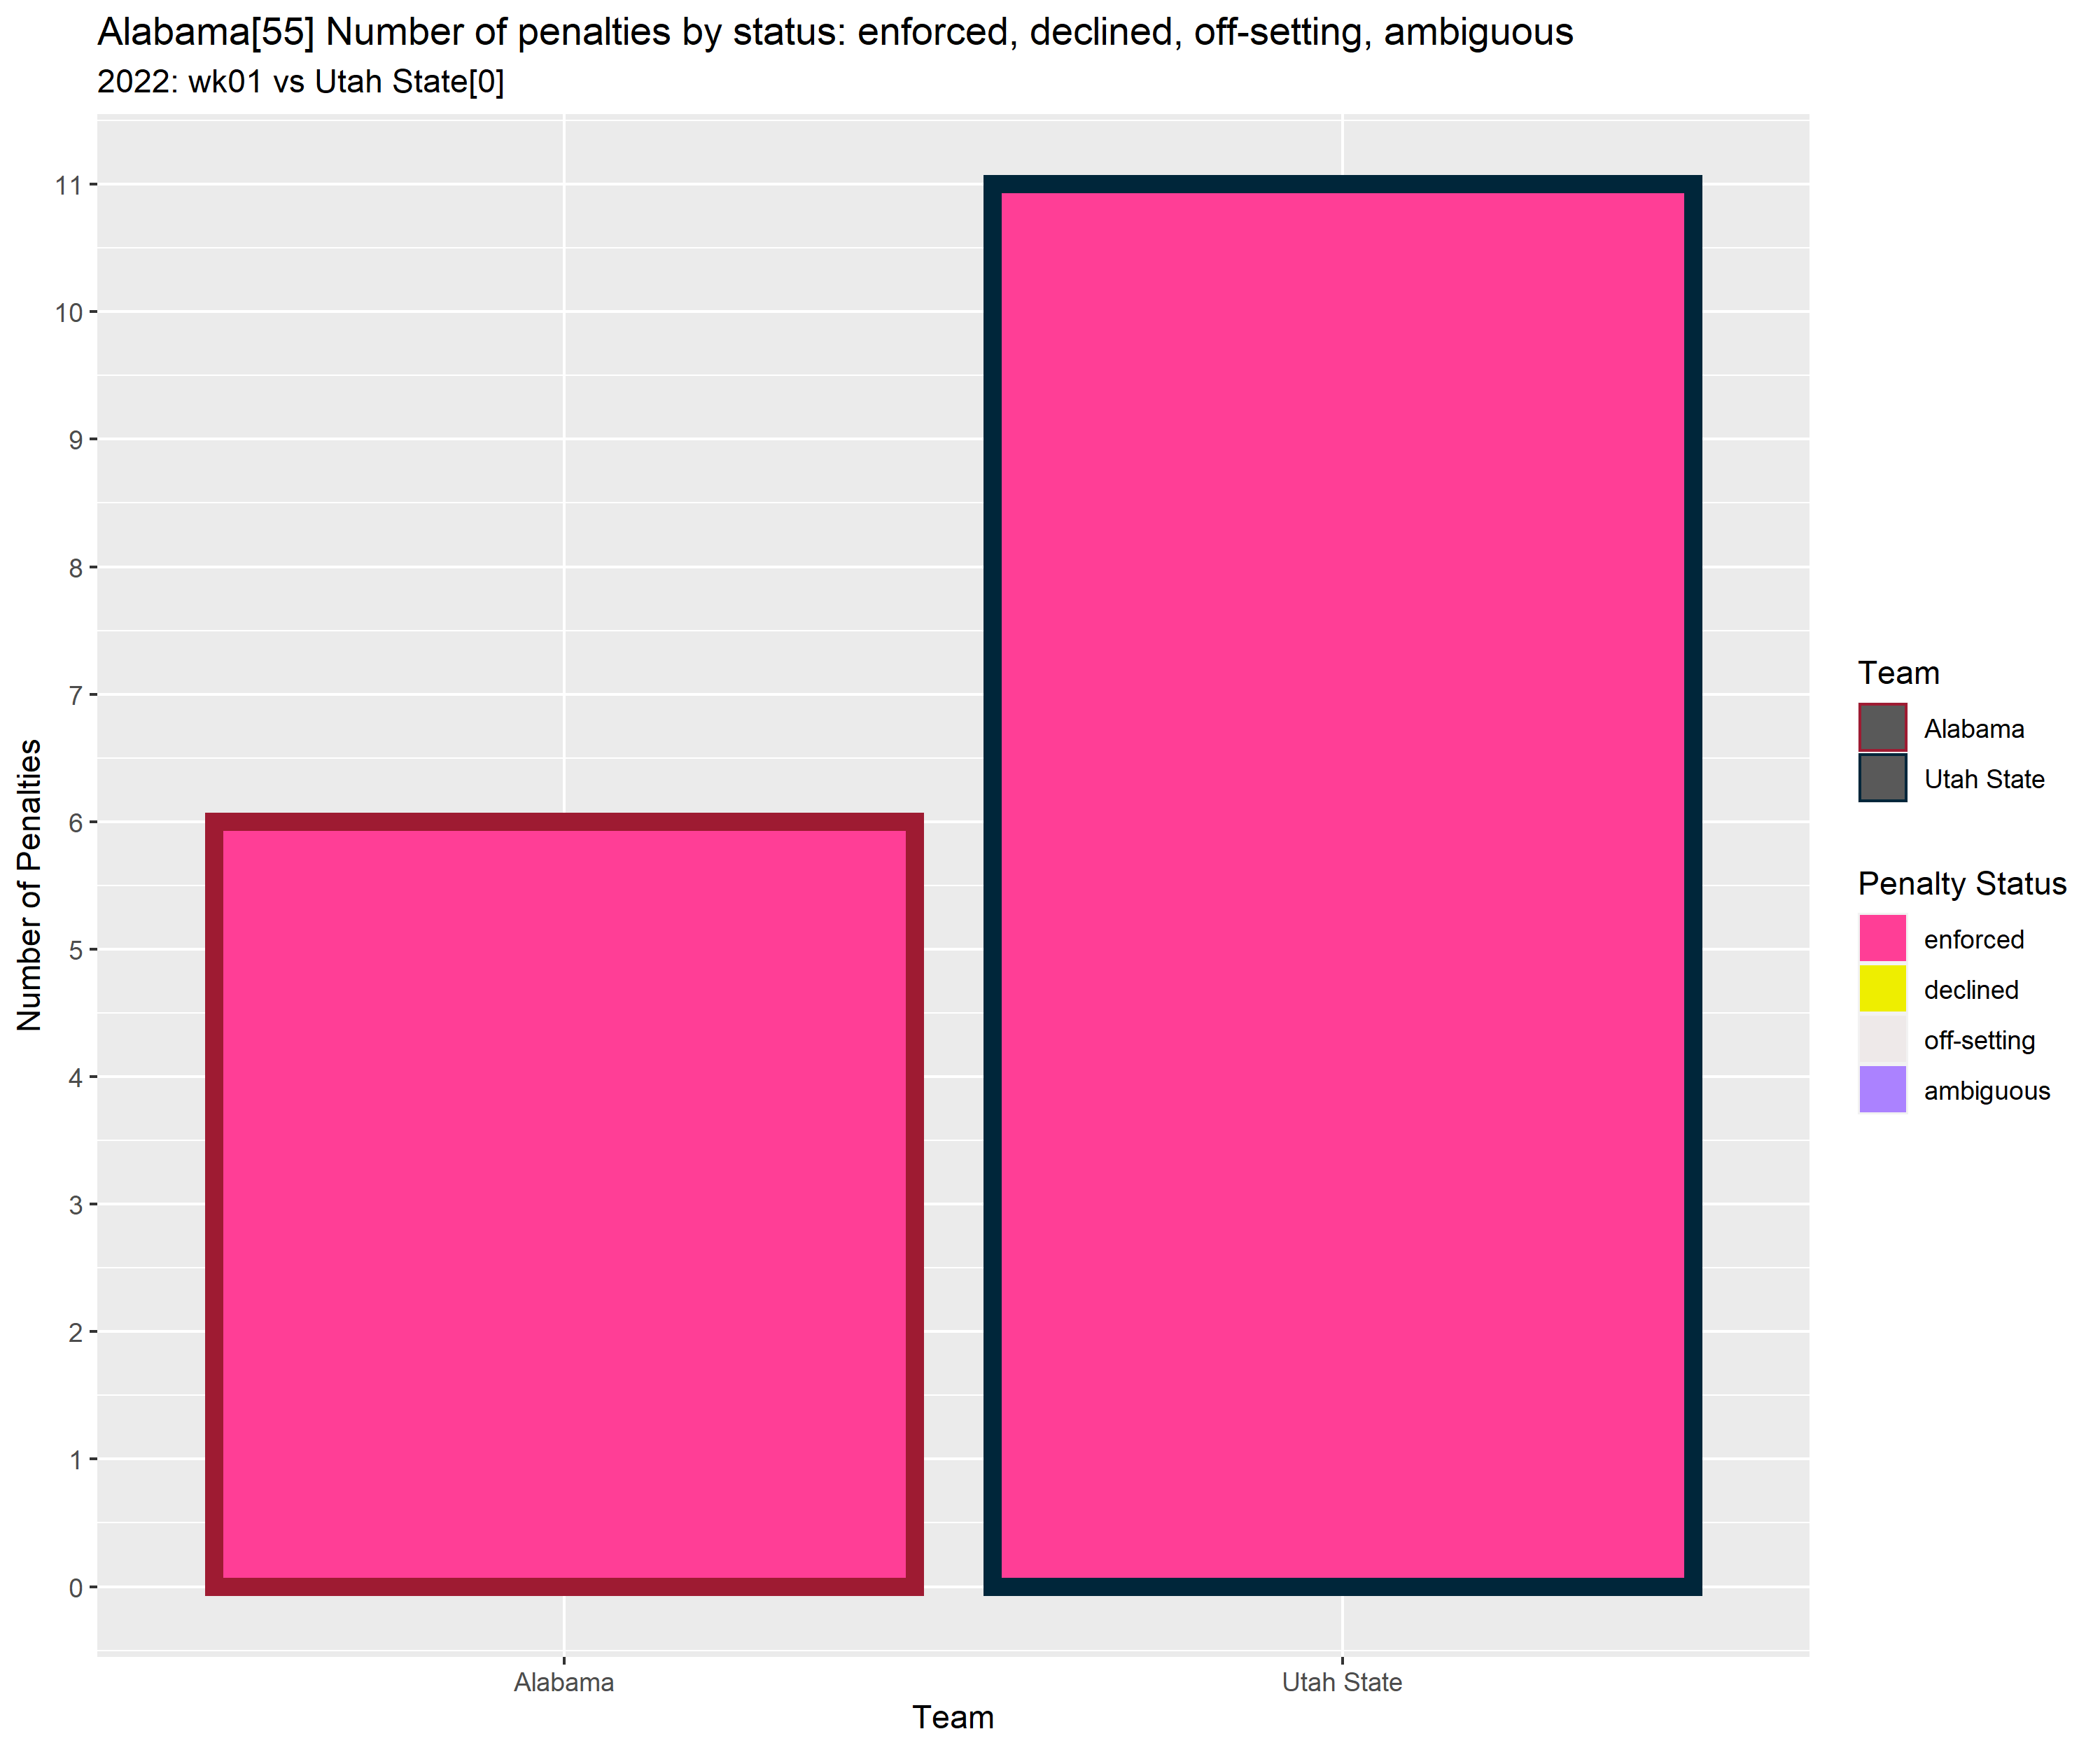 Alabama[55] Number of penalties by status: enforced, declined, off-setting, ambiguous
2022: wk01 vs Utah State[0]
Number of Penalties
11
10
9
8
7
6
5
4
3
2
1
0
Alabama
Utah State
Team
Team
Alabama
Utah State
Penalty Status
enforced
declined
off-setting
ambiguous